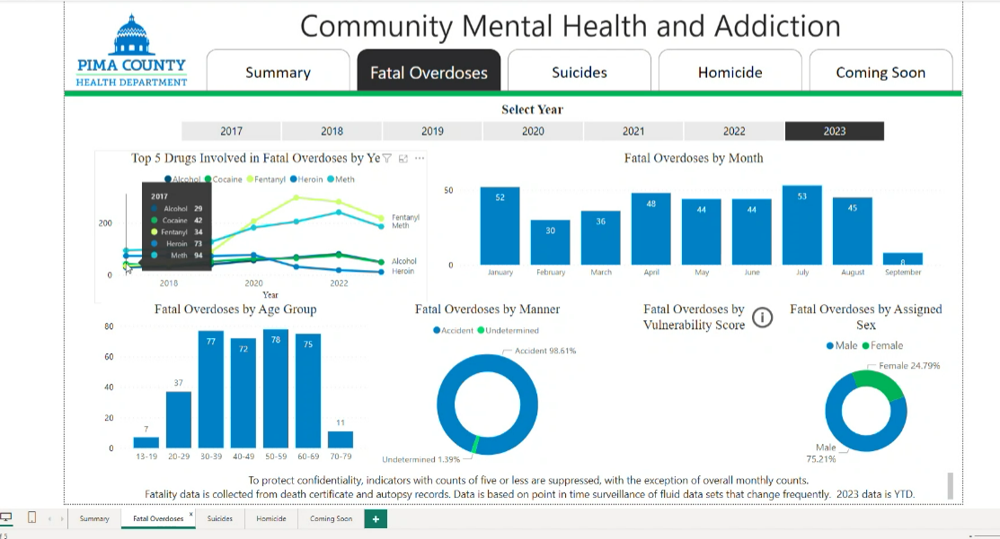 Community Mental Health and Addiction
PIMA COUNTY
HEALTH DEPARTMENT
Summary
Fatal Overdoses
Suicides
Homicide
Coming Soon
Select Year
2017 2018 2019 2020 2021 2022 2023
Top 5 Drugs Involved in Fatal Overdoses by Ye
Alcohol Cocaine Fentanyl Heroin Meth
200
0
2017
Alcohol 29
Cocaine 42
Fentanyl 34
Heroin 73
Meth 94
Fentanyl
Meth
Alcohol
Heroin
2018 2020 2022
Year
Fatal Overdoses by Month
50
0
52 30 36 48 44 44 53 45 8
January February March April May June July August September
Fatal Overdoses by Age Group
80
60
40
20
0
7 37 77 72 78 75 11
13-19 20-29 30-39 40-49 50-59 60-69 70-79
Fatal Overdoses by Manner
Accident Undetermined
Accident 98.61%
Undetermined 1.39%
Fatal Overdoses by
Vulnerability Score
i
Fatal Overdoses by Assigned
Sex
Male Female
Female 24.79%
Male
75.21%
To protect confidentiality, indicators with counts of five or less are suppressed, with the exception of overall monthly counts.
Fatality data is collected from death certificate and autopsy records. Data is based on point in time surveillance of fluid data sets that change frequently. 2023 data is YTD.
Summary
Fatal Overdoses x
Suicides
Homicide
Coming Soon
+
f 5